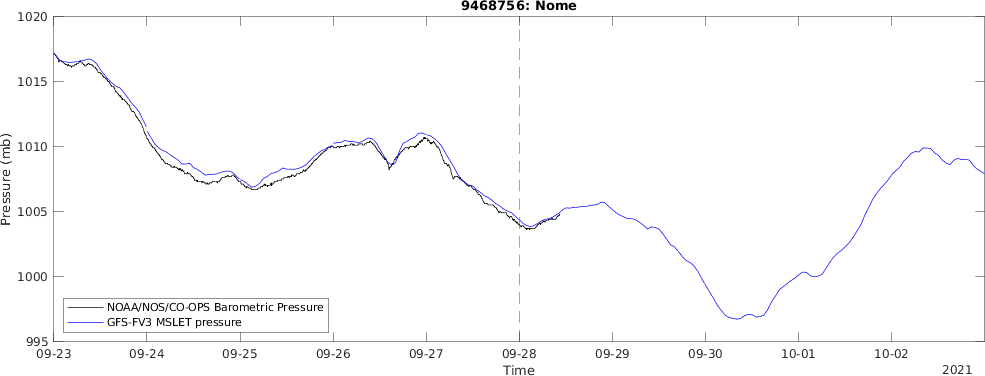 9468756: Nome
Pressure (mb)
1020
1015
1010
1005
1000
995
NOAA/NOS/CO-OPS Barometric Pressure
GFS-FV3 MSLET pressure
09-23 09-24 09-25 09-26 09-27 09-28 09-29 09-30 10-01 10-02
Time
2021